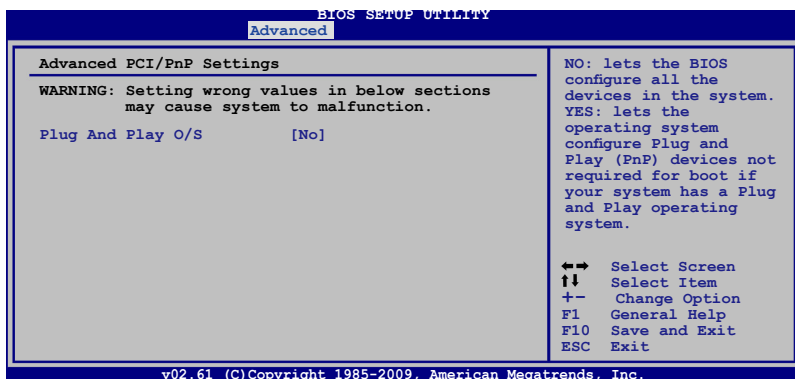 BIOS SETUP UTILITY
Advanced
Advanced PCI/PnP Settings
WARNING: Setting wrong values in below sections
may cause system to malfunction.
Plug And Play O/S [No]
NO: lets the BIOS
configure all the
devices in the system.
YES: lets the
operating system
configure Plug and
Play (PnP) devices not
required for boot if
your system has a Plug
and Play operating
system.
←→ Select Screen
↑↓ Select Item
+- Change Option
F1 General Help
F10 Save and Exit
ESC Exit
v02.61 (C)Copyright 1985-2009, American Megatrends, Inc.